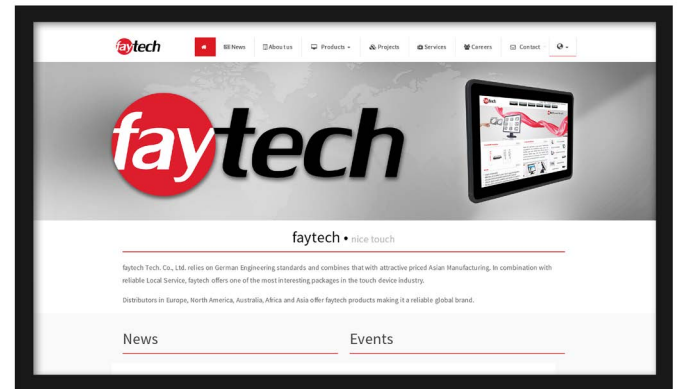 faytech
News
About us
Products
Projects
Services
Careers
Contact
faytech
faytech • nice touch
faytech Tech. Co., Ltd. relies on German Engineering standards and combines that with attractive priced Asian Manufacturing. In combination with
reliable Local Service, faytech offers one of the most interesting packages in the touch device industry.
Distributors in Europe, North America, Australia, Africa and Asia offer faytech products making it a reliable global brand.
News
Events